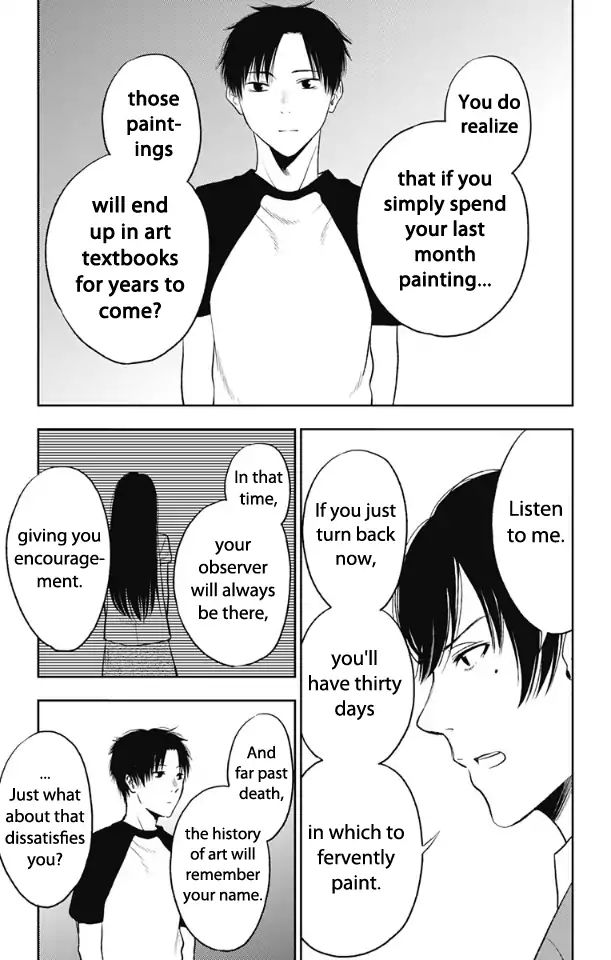 You do
realize
that if you
simply spend
your last
month
painting...
those
paint-
ings
will end
up in art
textbooks
for years to
come?
Listen
to me.
If you just
turn back
now,
you'll
have thirty
days
in which to
fervently
paint.
In that
time,
your
observer
will always
be there,
giving you
encourage-
ment.
And
far past
death,
the history
of art will
remember
your name.
...
Just what
about that
dissatisfies
you?